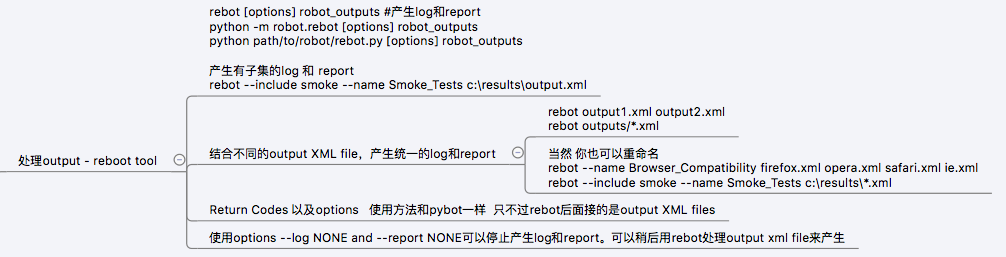 rebot [options] robot_outputs #产生log和report
python -m robot.rebot [options] robot_outputs
python path/to/robot/rebot.py [options] robot_outputs
产生有子集的log 和 report
rebot --include smoke --name Smoke_Tests c:\results\output.xml
处理output - reboot tool
结合不同的output XML file，产生统一的log和report
rebot output1.xml output2.xml
rebot outputs/*.xml
当然 你也可以重命名
rebot --name Browser_Compatibility firefox.xml opera.xml safari.xml ie.xml
rebot --include smoke --name Smoke_Tests c:\results\*.xml
Return Codes 以及options 使用方法和pybot一样 只不过rebot后面接的是output XML files
使用options --log NONE and --report NONE可以停止产生log和report。可以稍后用rebot处理output xml file来产生